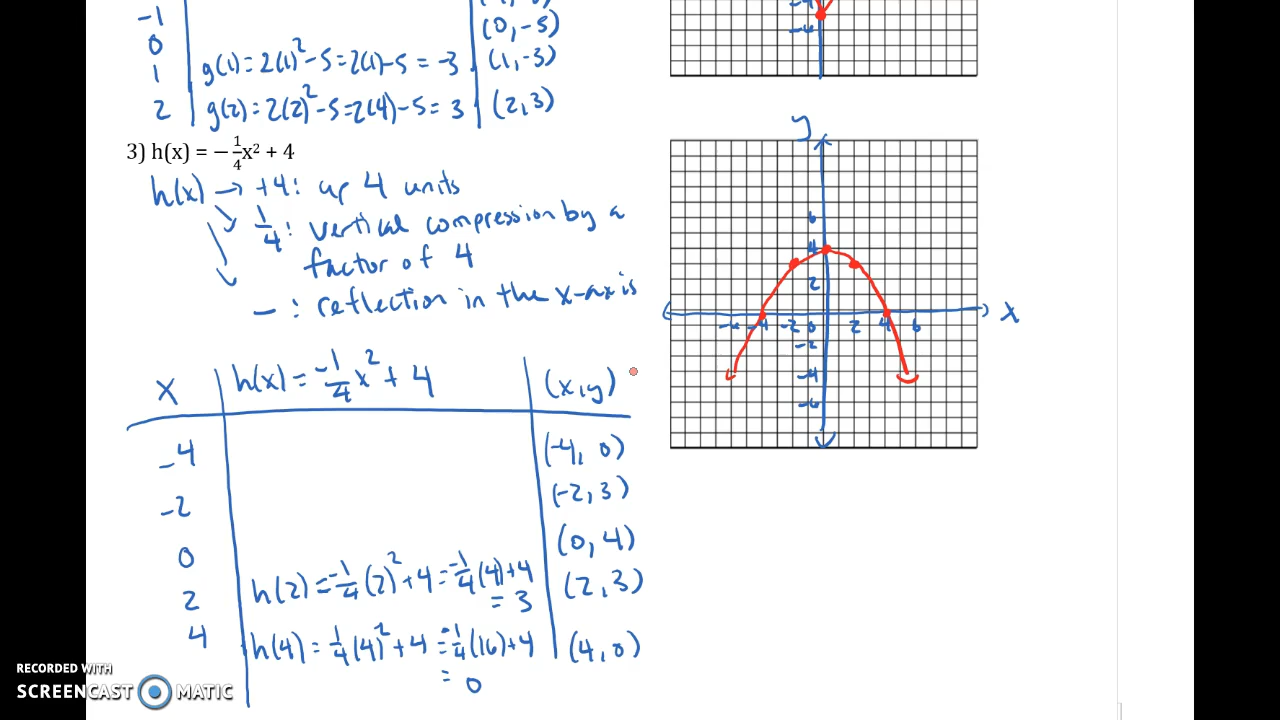 -1
0 (0,-5)
1 g(1) = 2(1)²-5 = 2(1)-5 = -3 (1,-3)
2 g(2) = 2(2)²-5 = 2(4)-5 = 3 (2,3)
3) h(x) = −1/4x² + 4
h(x) → +4: up 4 units
1/4: vertical compression by a
factor of 4
— : reflection in the x-axis
x h(x) = -1/4x² + 4 (x,y)
-4 (-4, 0)
-2 (-2, 3)
0 (0, 4)
2 h(2) = -1/4(2)² + 4 = -1/4(4)+4 (2, 3)
= 3
4 h(4) = 1/4(4)² + 4 = -1/4(16)+4 (4, 0)
= 0
-6
y
6
4
2
-4 -2 0 2 4 6 x
-2
-4
-6
RECORDED WITH
SCREENCAST MATIC